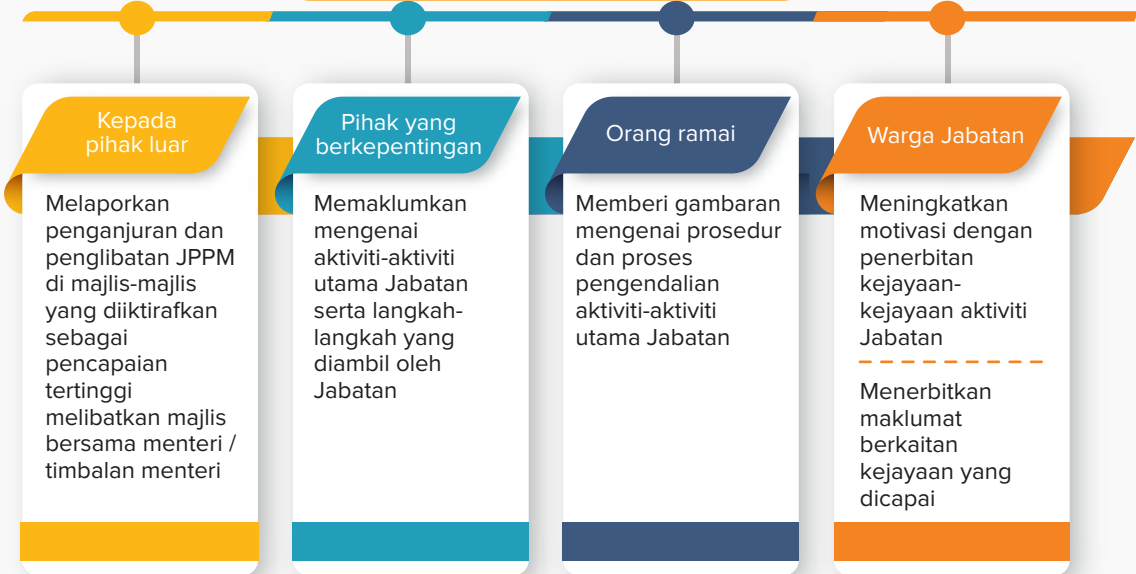 Kepada
pihak luar
Melaporkan
penganjuran dan
penglibatan JPPM
di majlis-majlis
yang diiktirafkan
sebagai
pencapaian
tertinggi
melibatkan majlis
bersama menteri /
timbalan menteri
Pihak yang
berkepentingan
Memaklumkan
mengenai
aktiviti-aktiviti
utama Jabatan
serta langkah-
langkah yang
diambil oleh
Jabatan
Orang ramai
Memberi gambaran
mengenai prosedur
dan proses
pengendalian
aktiviti-aktiviti
utama Jabatan
Warga Jabatan
Meningkatkan
motivasi dengan
penerbitan
kejayaan-
kejayaan aktiviti
Jabatan
Menerbitkan
maklumat
berkaitan
kejayaan yang
dicapai